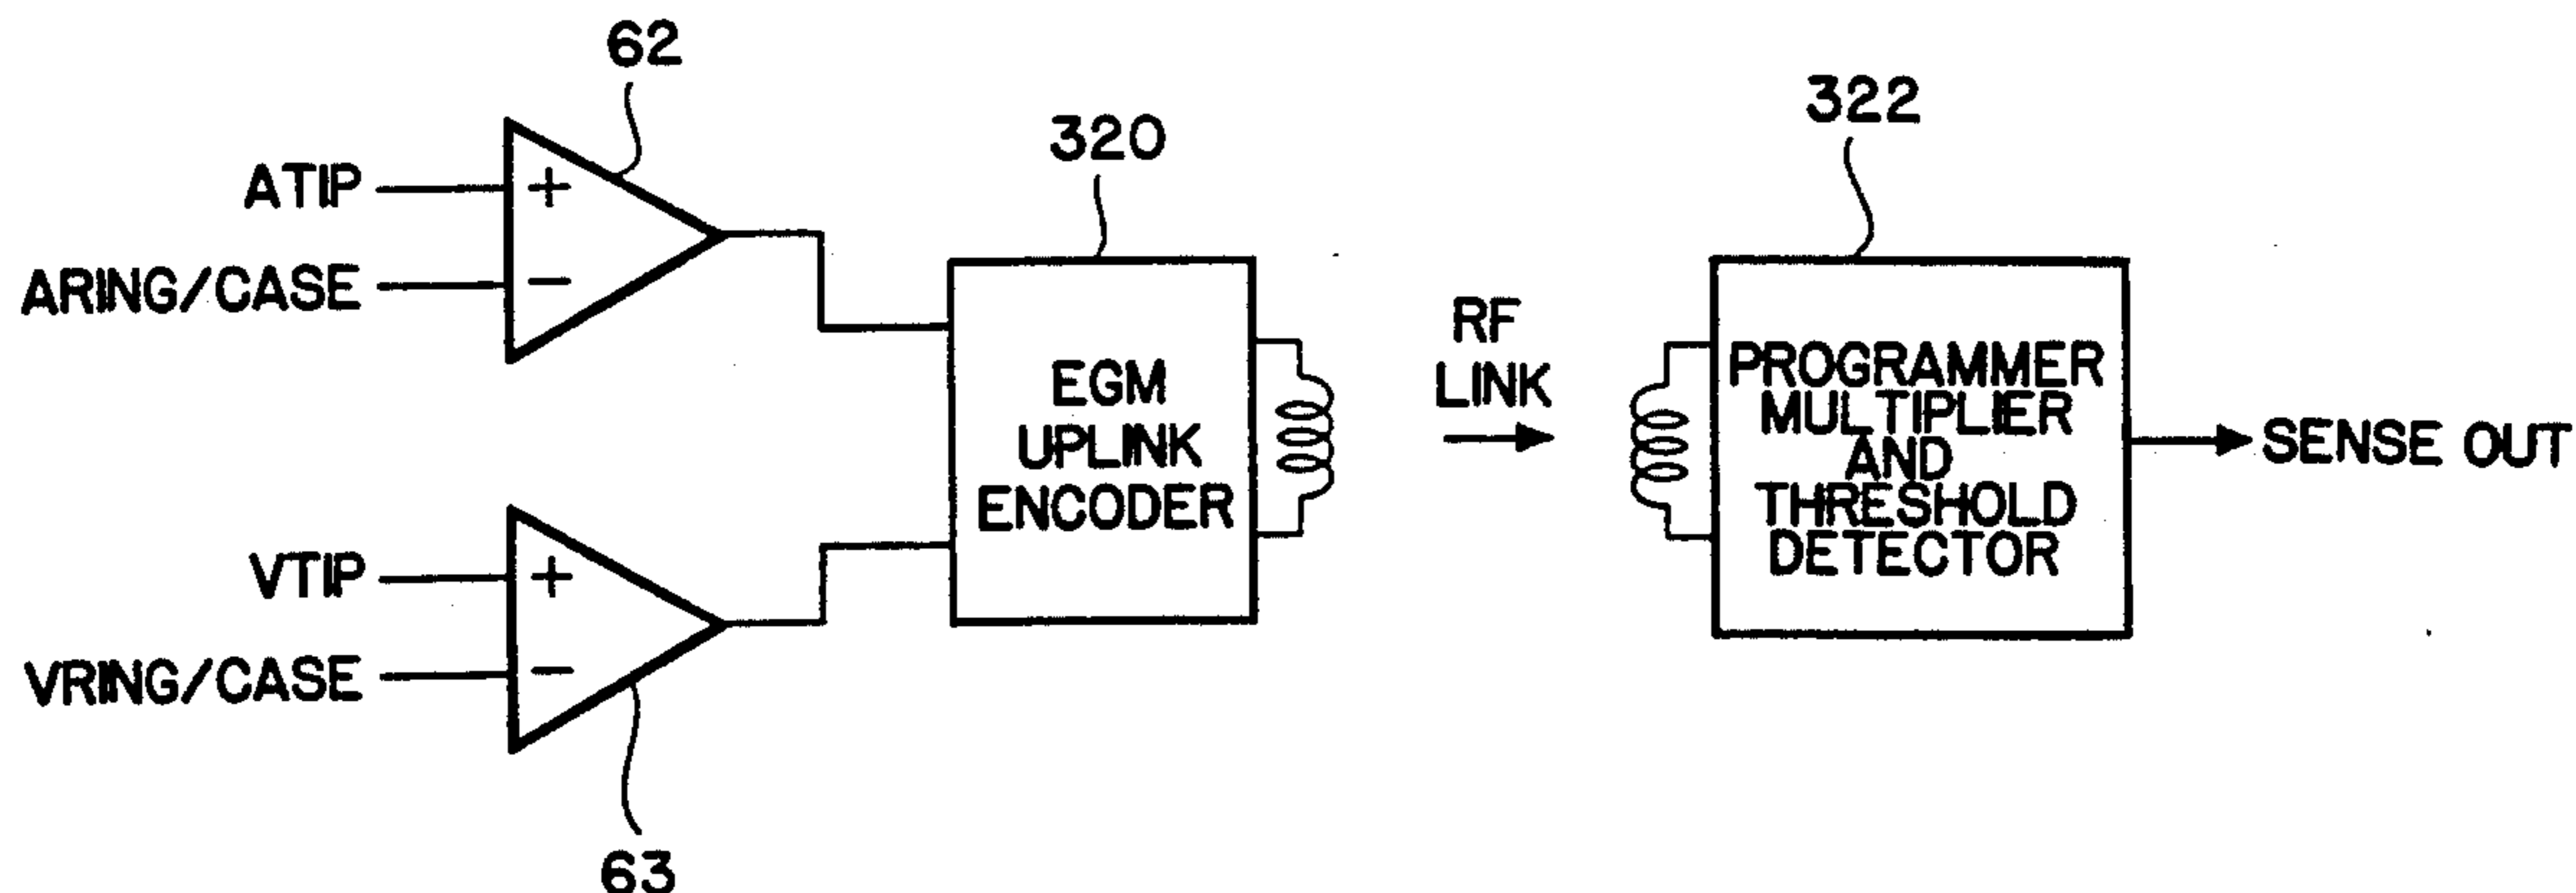 62
ATIP
+
ARING/CASE
−
320
EGM
UPLINK
ENCODER
VTIP
+
VRING/CASE
−
63
RF
LINK
322
PROGRAMMER
MULTIPLIER
AND
THRESHOLD
DETECTOR
SENSE OUT